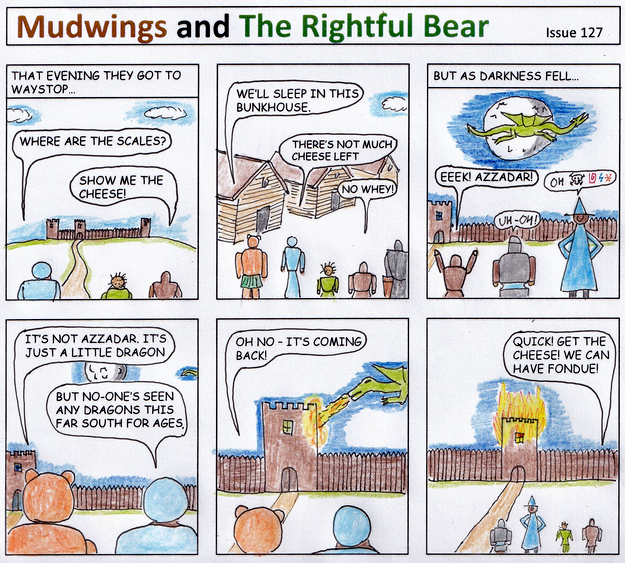 Mudwings and The Rightful Bear
Issue 127
THAT EVENING THEY GOT TO
WAYSTOP...
WHERE ARE THE SCALES?
SHOW ME THE
CHEESE!
WE'LL SLEEP IN THIS
BUNKHOUSE.
THERE'S NOT MUCH
CHEESE LEFT
NO WHEY!
BUT AS DARKNESS FELL...
EEEK! AZZADAR!
OH
UH-OH!
IT'S NOT AZZADAR. IT'S
JUST A LITTLE DRAGON
BUT NO-ONE'S SEEN
ANY DRAGONS THIS
FAR SOUTH FOR AGES
OH NO - IT'S COMING
BACK!
QUICK! GET THE
CHEESE! WE CAN
HAVE FONDUE!